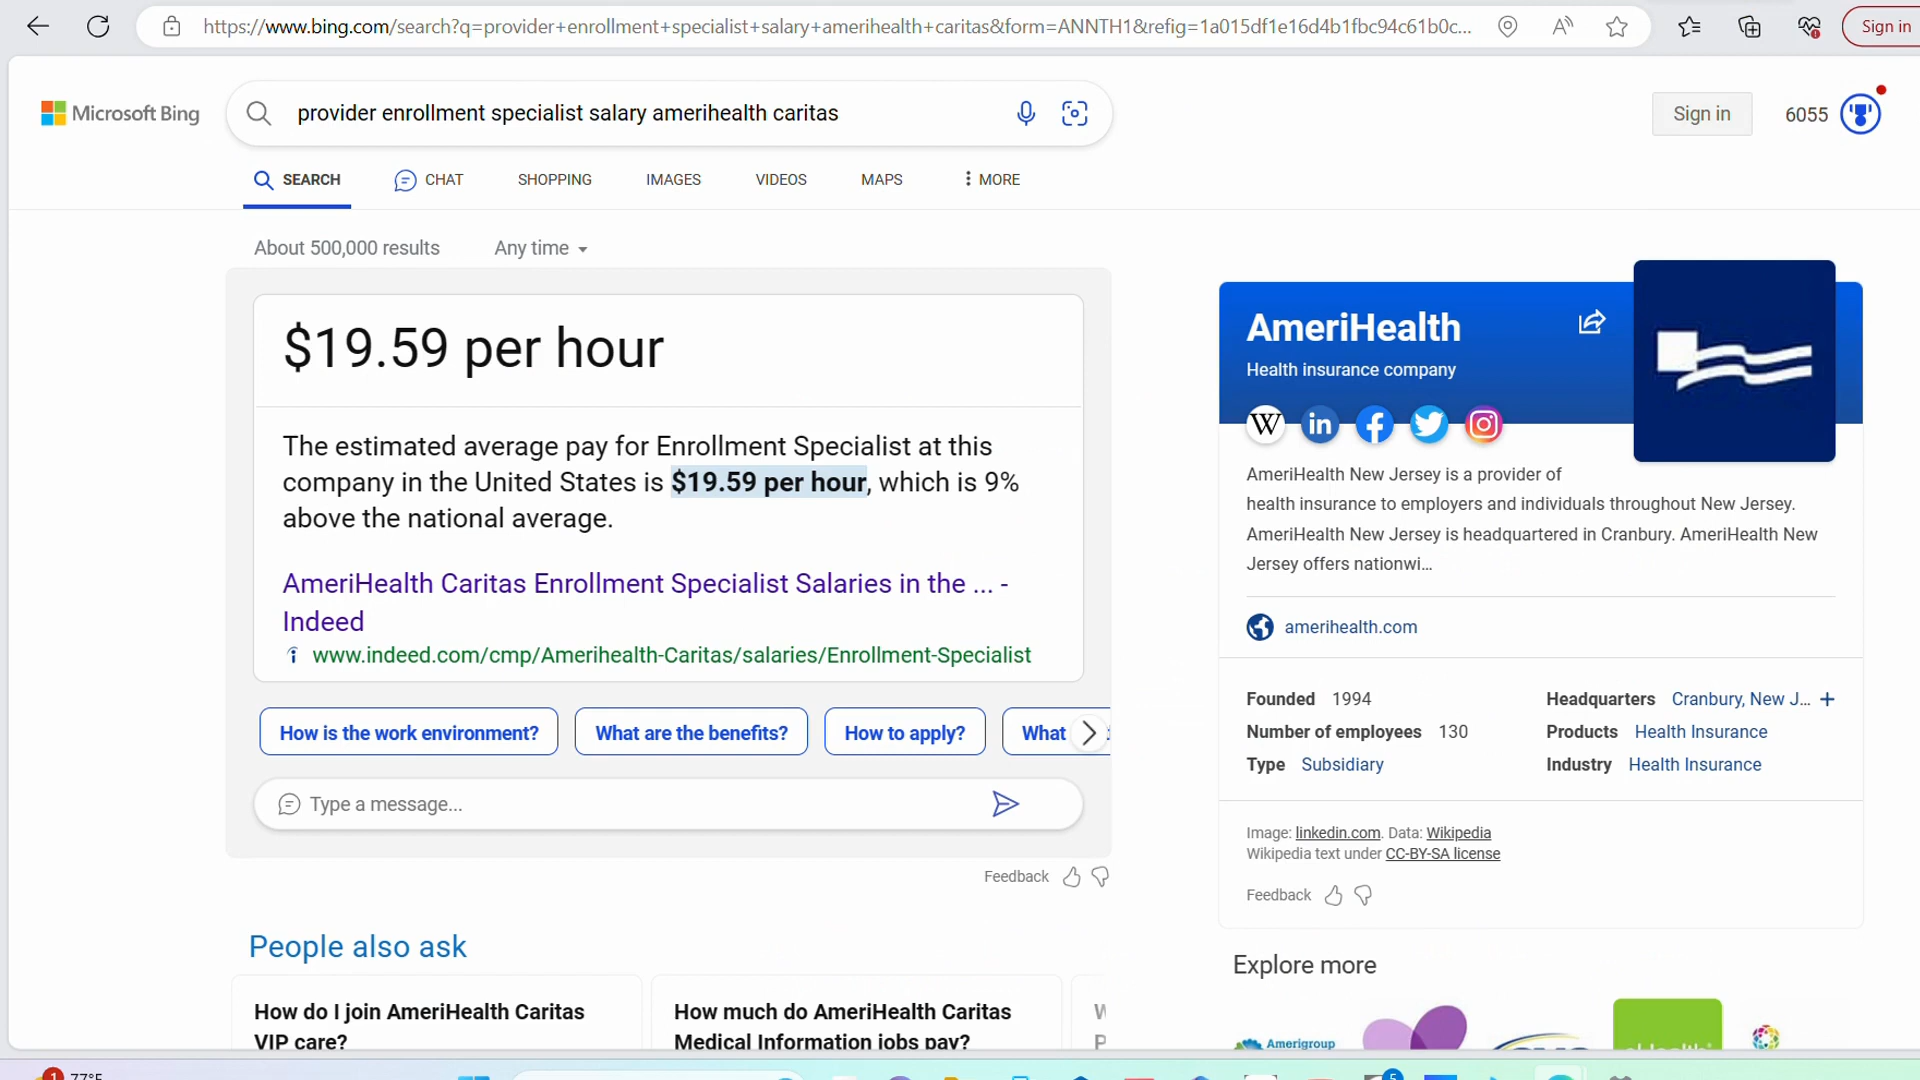 https://www.bing.com/search?q=provider+enrollment+specialist+salary+amerihealth+caritas&form=ANNTH1&refig=1a015df1e16d4b1fbc94c61b0c...
Sign in
Microsoft Bing
provider enrollment specialist salary amerihealth caritas
Sign in
6055
SEARCH
CHAT
SHOPPING
IMAGES
VIDEOS
MAPS
MORE
About 500,000 results
Any time
$19.59 per hour
The estimated average pay for Enrollment Specialist at this
company in the United States is $19.59 per hour, which is 9%
above the national average.
AmeriHealth Caritas Enrollment Specialist Salaries in the ... -
Indeed
www.indeed.com/cmp/Amerihealth-Caritas/salaries/Enrollment-Specialist
How is the work environment?
What are the benefits?
How to apply?
What
Type a message...
Feedback
People also ask
How do I join AmeriHealth Caritas
VIP care?
How much do AmeriHealth Caritas
Medical Information jobs pay?
AmeriHealth
Health insurance company
W
in
AmeriHealth New Jersey is a provider of
health insurance to employers and individuals throughout New Jersey.
AmeriHealth New Jersey is headquartered in Cranbury. AmeriHealth New
Jersey offers nationwi...
amerihealth.com
Founded 1994
Headquarters Cranbury, New J... +
Number of employees 130
Products Health Insurance
Type Subsidiary
Industry Health Insurance
Image: linkedin.com. Data: Wikipedia
Wikipedia text under CC-BY-SA license
Feedback
Explore more
Amerigroup
1
77°F
5